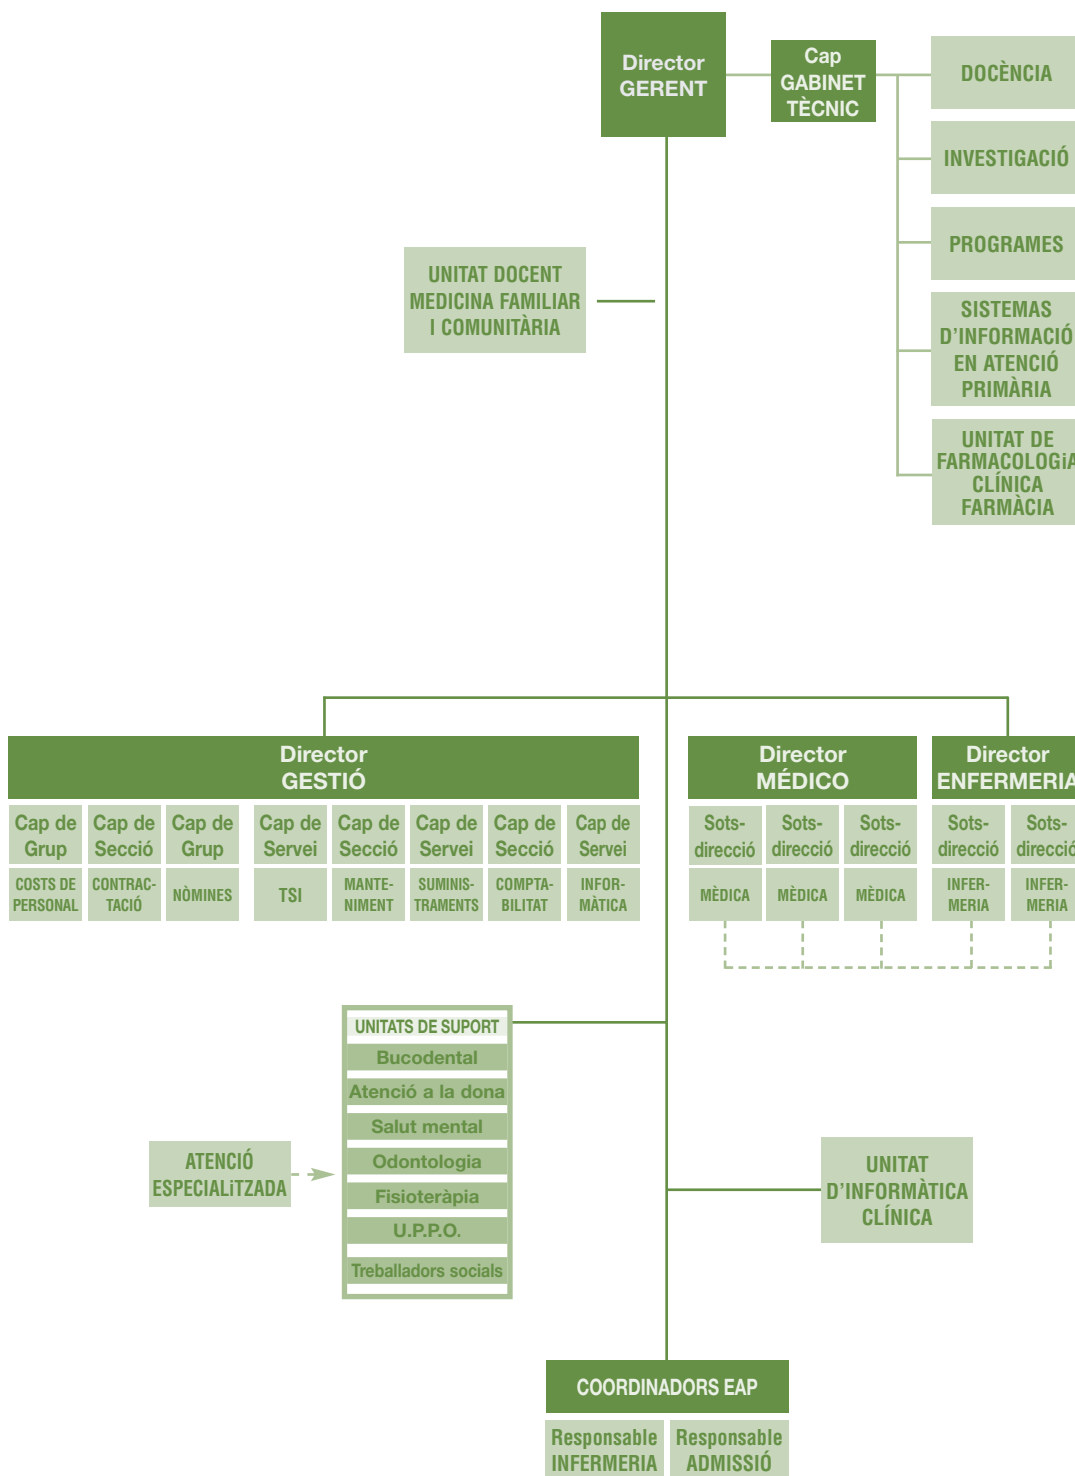 Director
GERENT
Cap
GABINET
TÈCNIC
DOCÈNCIA
INVESTIGACIÓ
PROGRAMES
SISTEMAS
D'INFORMACIÓ
EN ATENCIÓ
PRIMÀRIA
UNITAT DE
FARMACOLOGiA
CLÍNICA
FARMÀCIA
UNITAT DOCENT
MEDICINA FAMILIAR
I COMUNITÀRIA
Director
GESTIÓ
Cap de
Grup
COSTS DE
PERSONAL
Cap de
Secció
CONTRAC-
TACIÓ
Cap de
Grup
NÒMINES
Cap de
Servei
TSI
Cap de
Secció
MANTE-
NIMENT
Cap de
Servei
SUMINIS-
TRAMENTS
Cap de
Secció
COMPTA-
BILITAT
Cap de
Servei
INFOR-
MÀTICA
Director
MÉDICO
Sots-
direcció
MÈDICA
Sots-
direcció
MÈDICA
Sots-
direcció
MÈDICA
Director
ENFERMERIA
Sots-
direcció
INFER-
MERIA
Sots-
direcció
INFER-
MERIA
UNITATS DE SUPORT
Bucodental
Atenció a la dona
Salut mental
Odontologia
Fisioteràpia
U.P.P.O.
Treballadors socials
ATENCIÓ
ESPECIALiTZADA
UNITAT
D'INFORMÀTICA
CLÍNICA
COORDINADORS EAP
Responsable
INFERMERIA
Responsable
ADMISSIÓ